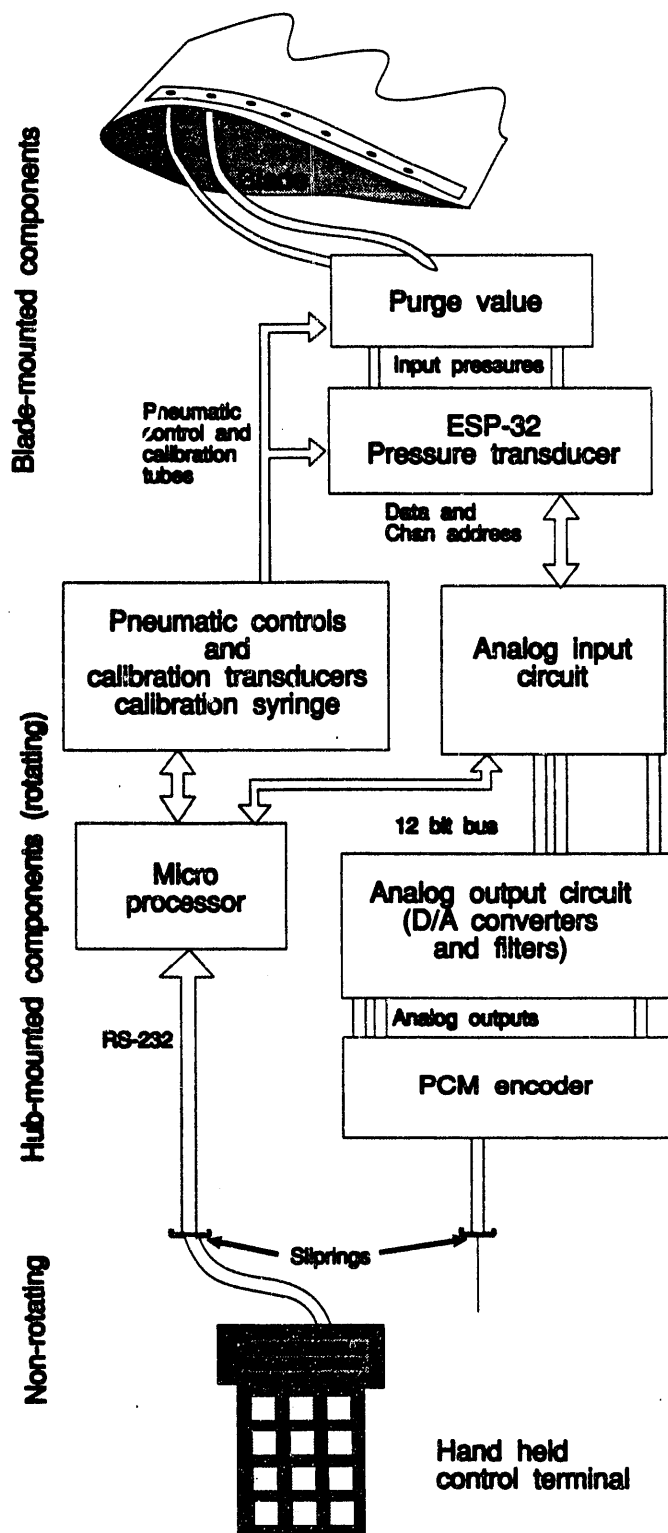 Blade-mounted components
Purge value
Input pressures
Pneumatic
control and
calibration
tubes
ESP-32
Pressure transducer
Data and
Chan address
Hub-mounted components (rotating)
Pneumatic controls
and
calibration transducers
calibration syringe
Analog input
circuit
12 bit bus
Micro
processor
Analog output circuit
(D/A converters
and filters)
RS-232
Analog outputs
PCM encoder
Non-rotating
Sliprings
Hand held
control terminal